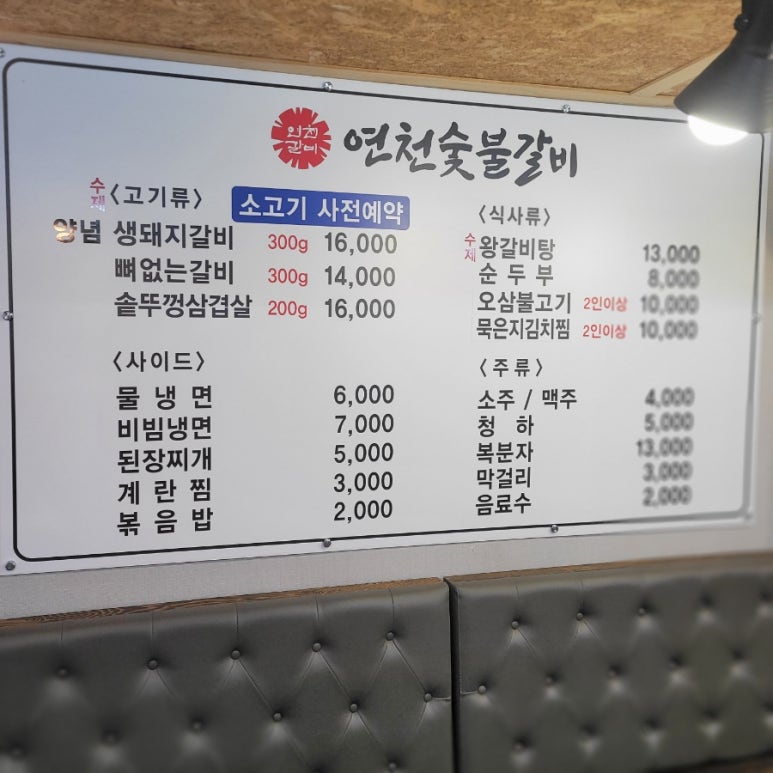 연천갈비 연천숯불갈비
수제 <고기류> 소고기 사전예약
양념 생돼지갈비 300g 16,000
뼈없는갈비 300g 14,000
솥뚜껑삼겹살 200g 16,000
<사이드>
물냉면 6,000
비빔냉면 7,000
된장찌개 5,000
계란찜 3,000
볶음밥 2,000
<식사류>
수제 왕갈비탕 13,000
순두부 8,000
오삼불고기 2인이상 10,000
묵은지김치찜 2인이상 10,000
<주류>
소주 / 맥주 4,000
청하 5,000
복분자 13,000
막걸리 3,000
음료수 2,000